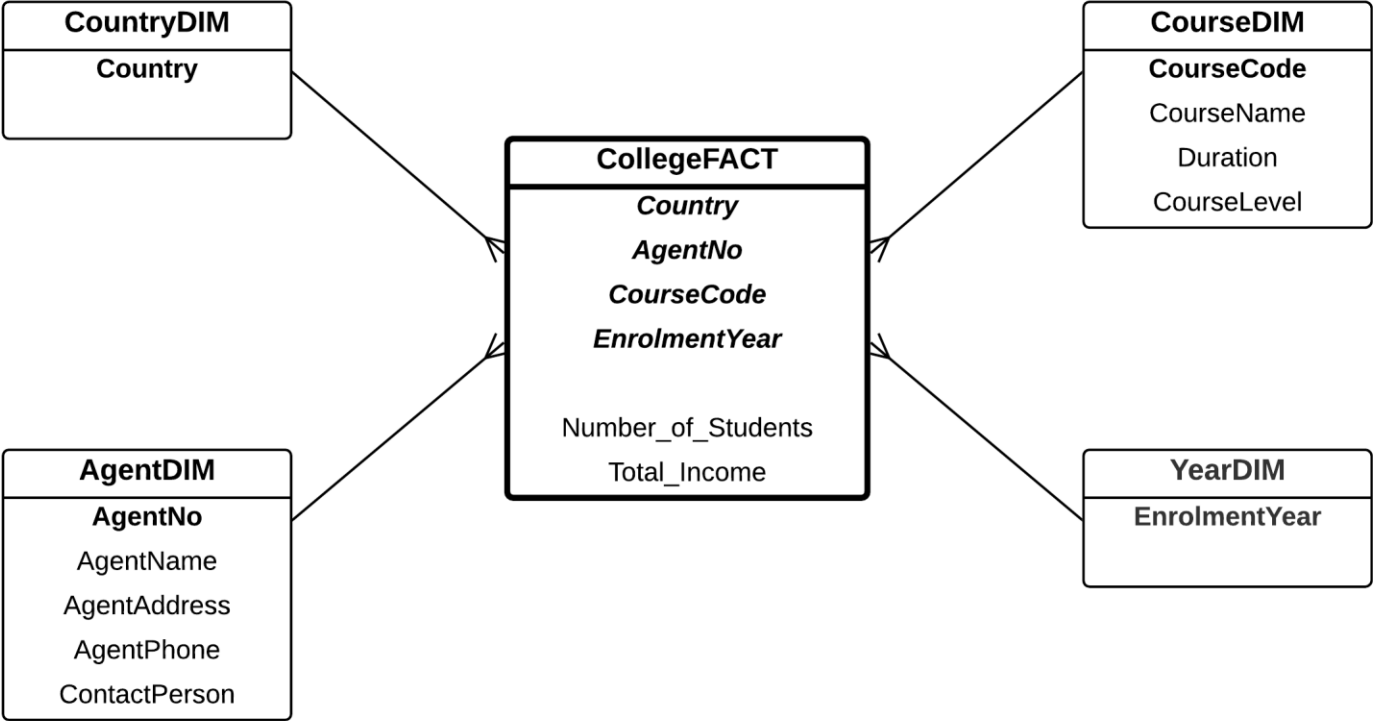 CountryDIM
Country
CourseDIM
CourseCode
CourseName
Duration
CourseLevel
CollegeFACT
Country
AgentNo
CourseCode
EnrolmentYear
Number_of_Students
Total_Income
AgentDIM
AgentNo
AgentName
AgentAddress
AgentPhone
ContactPerson
YearDIM
EnrolmentYear